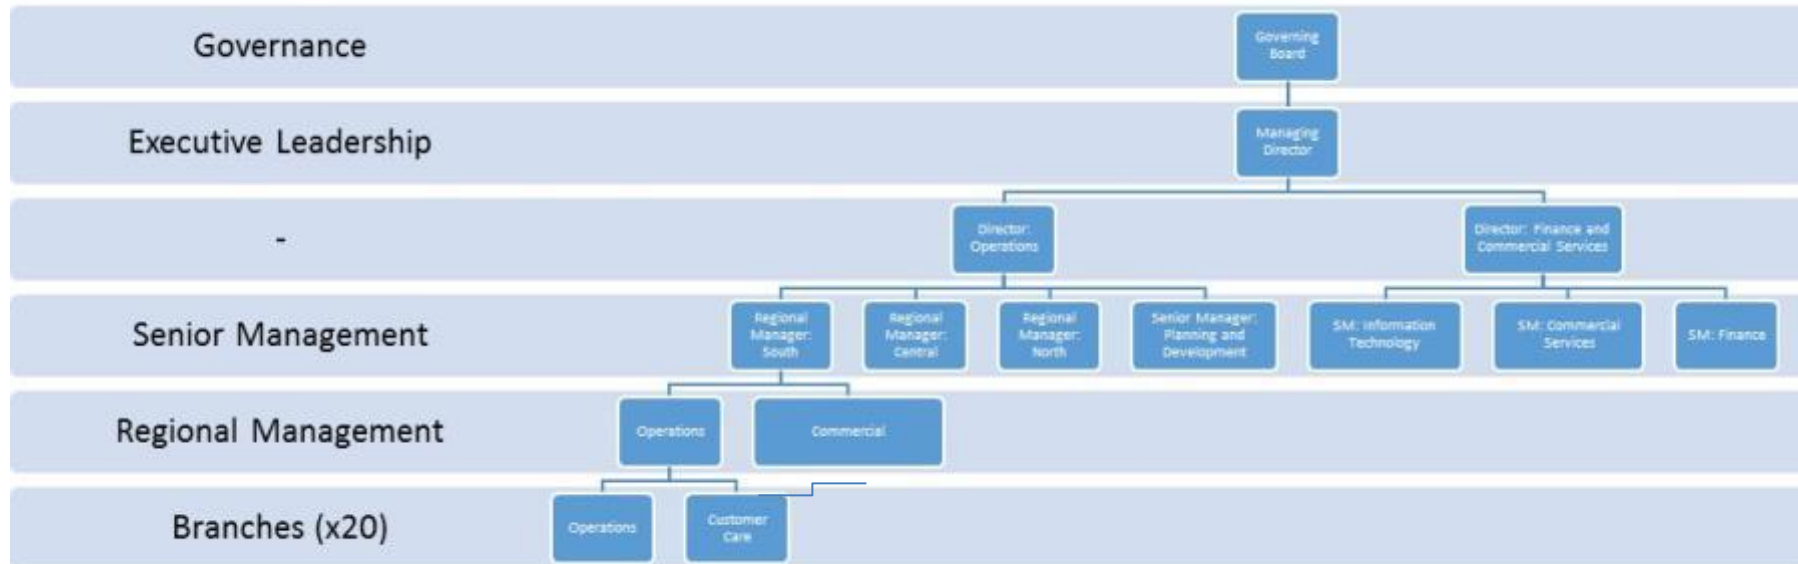 Governance
Governing
Board
Executive Leadership
Managing
Director
-
Director:
Operations
Director: Finance and
Commercial Services
Senior Management
Regional
Manager:
South
Regional
Manager:
Central
Regional
Manager:
North
Senior Manager:
Planning and
Development
SM: Information
Technology
SM: Commercial
Services
SM: Finance
Regional Management
Operations
Commercial
Branches (x20)
Operations
Customer
Care